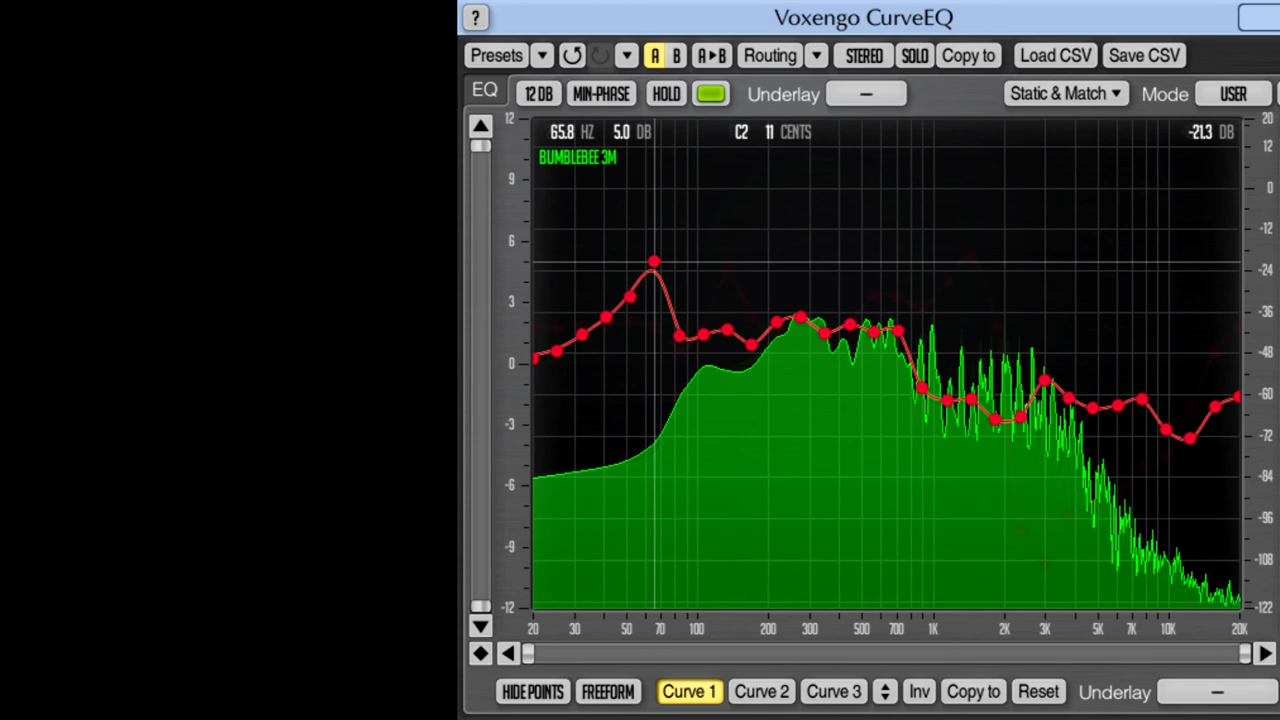 ? Voxengo CurveEQ
Presets A B A▸B Routing STEREO SOLO Copy to Load CSV Save CSV
EQ 12 DB MIN-PHASE HOLD Underlay — Static & Match Mode USER
12 20
65.8 HZ 5.0 DB C2 11 CENTS -21.3 DB
12
BUMBLEBEE 3M
9
0
6 -12
-24
3 -36
0 -48
-60
-3 -72
-6 -84
-96
-9 -108
-12 -122
20 30 50 70 100 200 300 500 700 1K 2K 3K 5K 7K 10K 20K
HIDE POINTS FREEFORM Curve 1 Curve 2 Curve 3 Inv Copy to Reset Underlay —